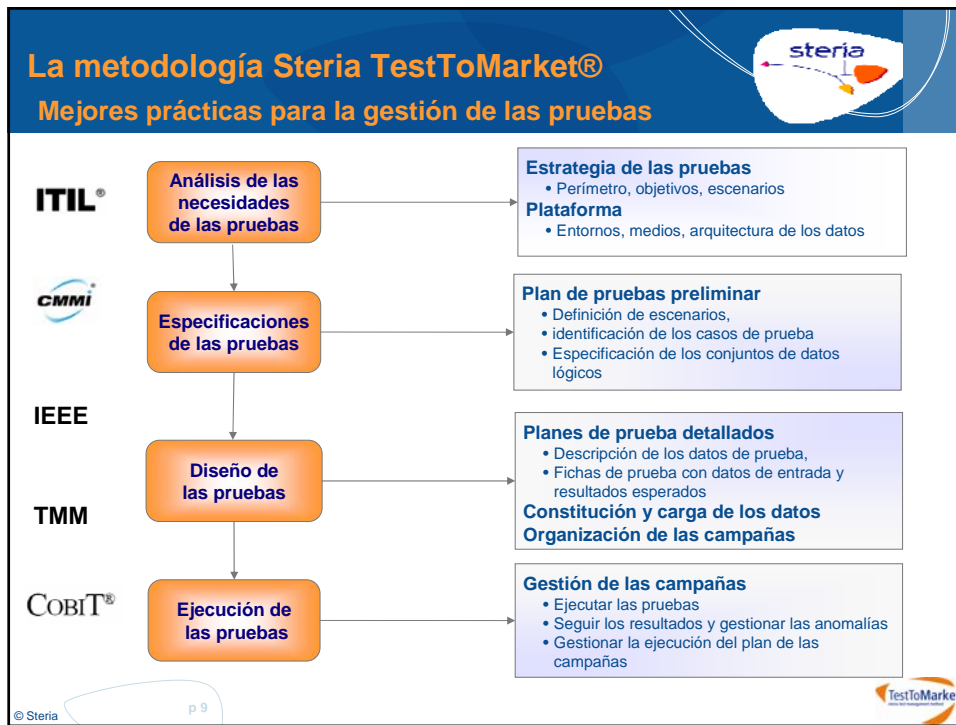 La metodología Steria TestToMarket®
Mejores prácticas para la gestión de las pruebas
steria
ITIL®
CMMI®
IEEE
TMM
COBIT®
Análisis de las
necesidades
de las pruebas
Estrategia de las pruebas
• Perímetro, objetivos, escenarios
Plataforma
• Entornos, medios, arquitectura de los datos
Especificaciones
de las pruebas
Plan de pruebas preliminar
• Definición de escenarios,
• identificación de los casos de prueba
• Especificación de los conjuntos de datos
lógicos
Diseño de
las pruebas
Planes de prueba detallados
• Descripción de los datos de prueba,
• Fichas de prueba con datos de entrada y
resultados esperados
Constitución y carga de los datos
Organización de las campañas
Ejecución de
las pruebas
Gestión de las campañas
• Ejecutar las pruebas
• Seguir los resultados y gestionar las anomalías
• Gestionar la ejecución del plan de las
campañas
© Steria
p 9
TestToMarke
steria test management method